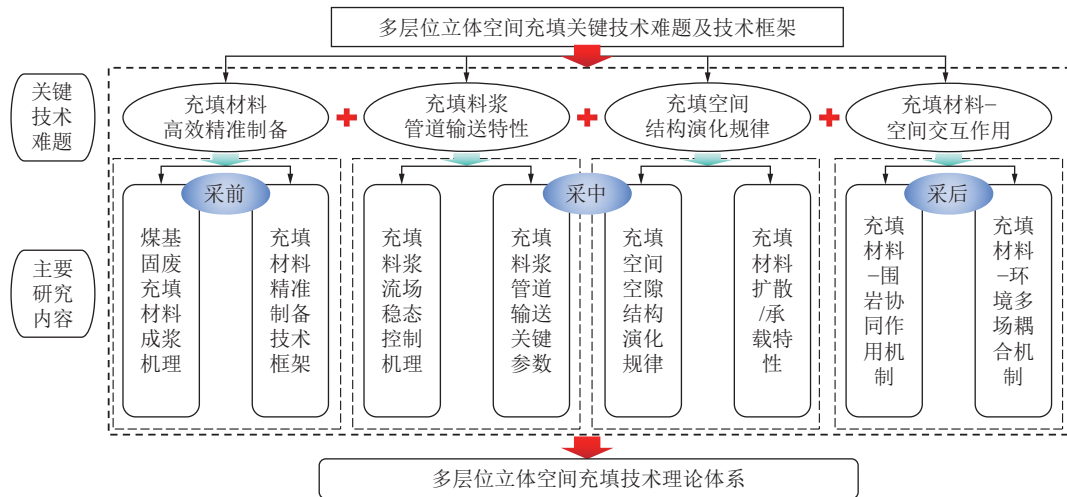 多层位立体空间充填关键技术难题及技术框架
关键
技术
难题
充填材料
高效精准制备
充填料浆
管道输送特性
充填空间
结构演化规律
充填材料−
空间交互作用
主要
研究
内容
采前
煤基
固废
充填
材料
成浆
机理
充填
材料
精准
制备
技术
框架
采中
充填
料浆
流场
稳态
控制
机理
充填
料浆
管道
输送
关键
参数
充填
空间
空隙
结构
演化
规律
充填
材料
扩散
/承
载特
性
采后
充填
材料
−围
岩协
同作
用机
制
充填
材料
−环
境多
场耦
合机
制
多层位立体空间充填技术理论体系